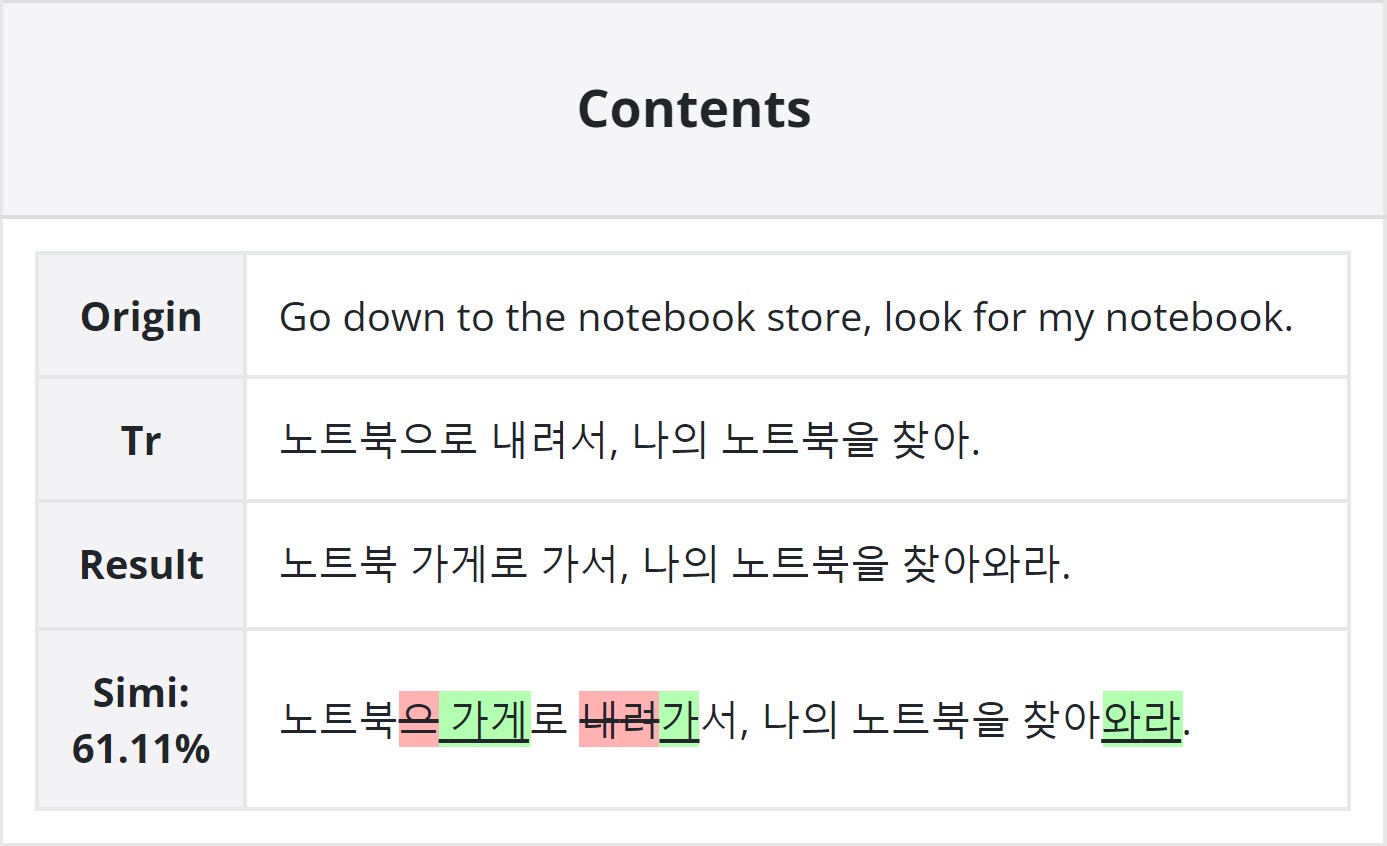 Contents
Origin
Go down to the notebook store, look for my notebook.
Tr
노트북으로 내려서, 나의 노트북을 찾아.
Result
노트북 가게로 가서, 나의 노트북을 찾아와라.
Simi:
61.11%
노트북으 가게로 내려가서, 나의 노트북을 찾아와라.